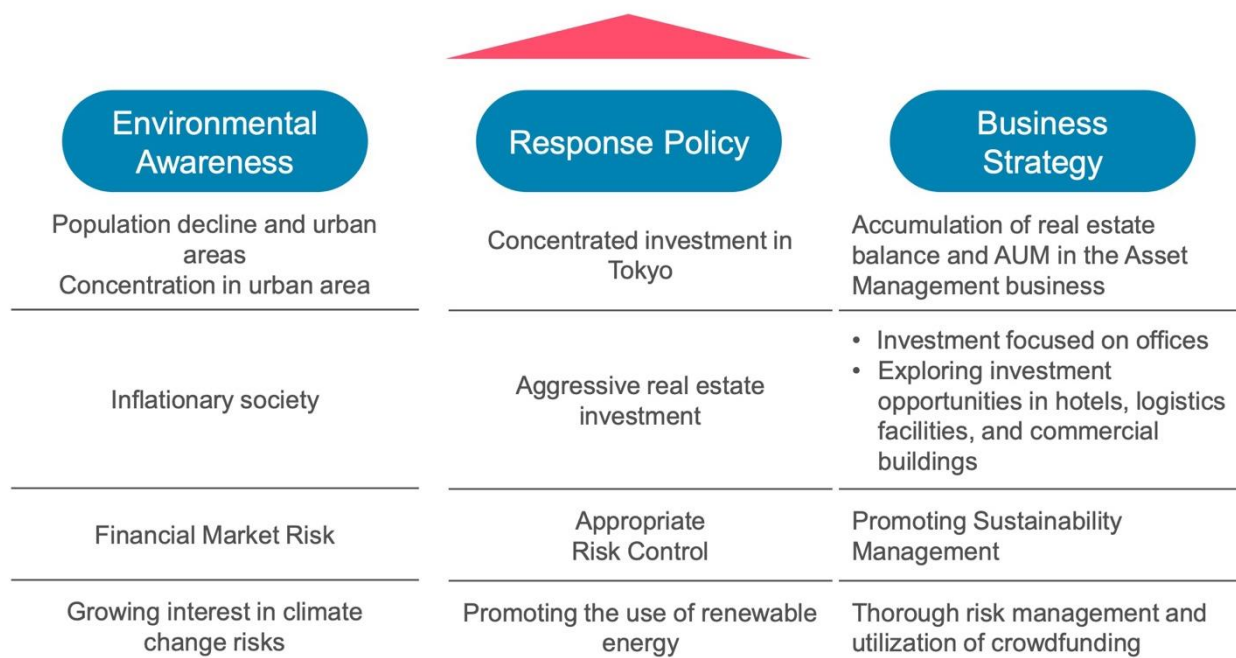 Environmental
Awareness
Response Policy
Business
Strategy
Population decline and urban
areas
Concentration in urban area
Concentrated investment in
Tokyo
Accumulation of real estate
balance and AUM in the Asset
Management business
Inflationary society
Aggressive real estate
investment
• Investment focused on offices
• Exploring investment
opportunities in hotels, logistics
facilities, and commercial
buildings
Financial Market Risk
Appropriate
Risk Control
Promoting Sustainability
Management
Growing interest in climate
change risks
Promoting the use of renewable
energy
Thorough risk management and
utilization of crowdfunding